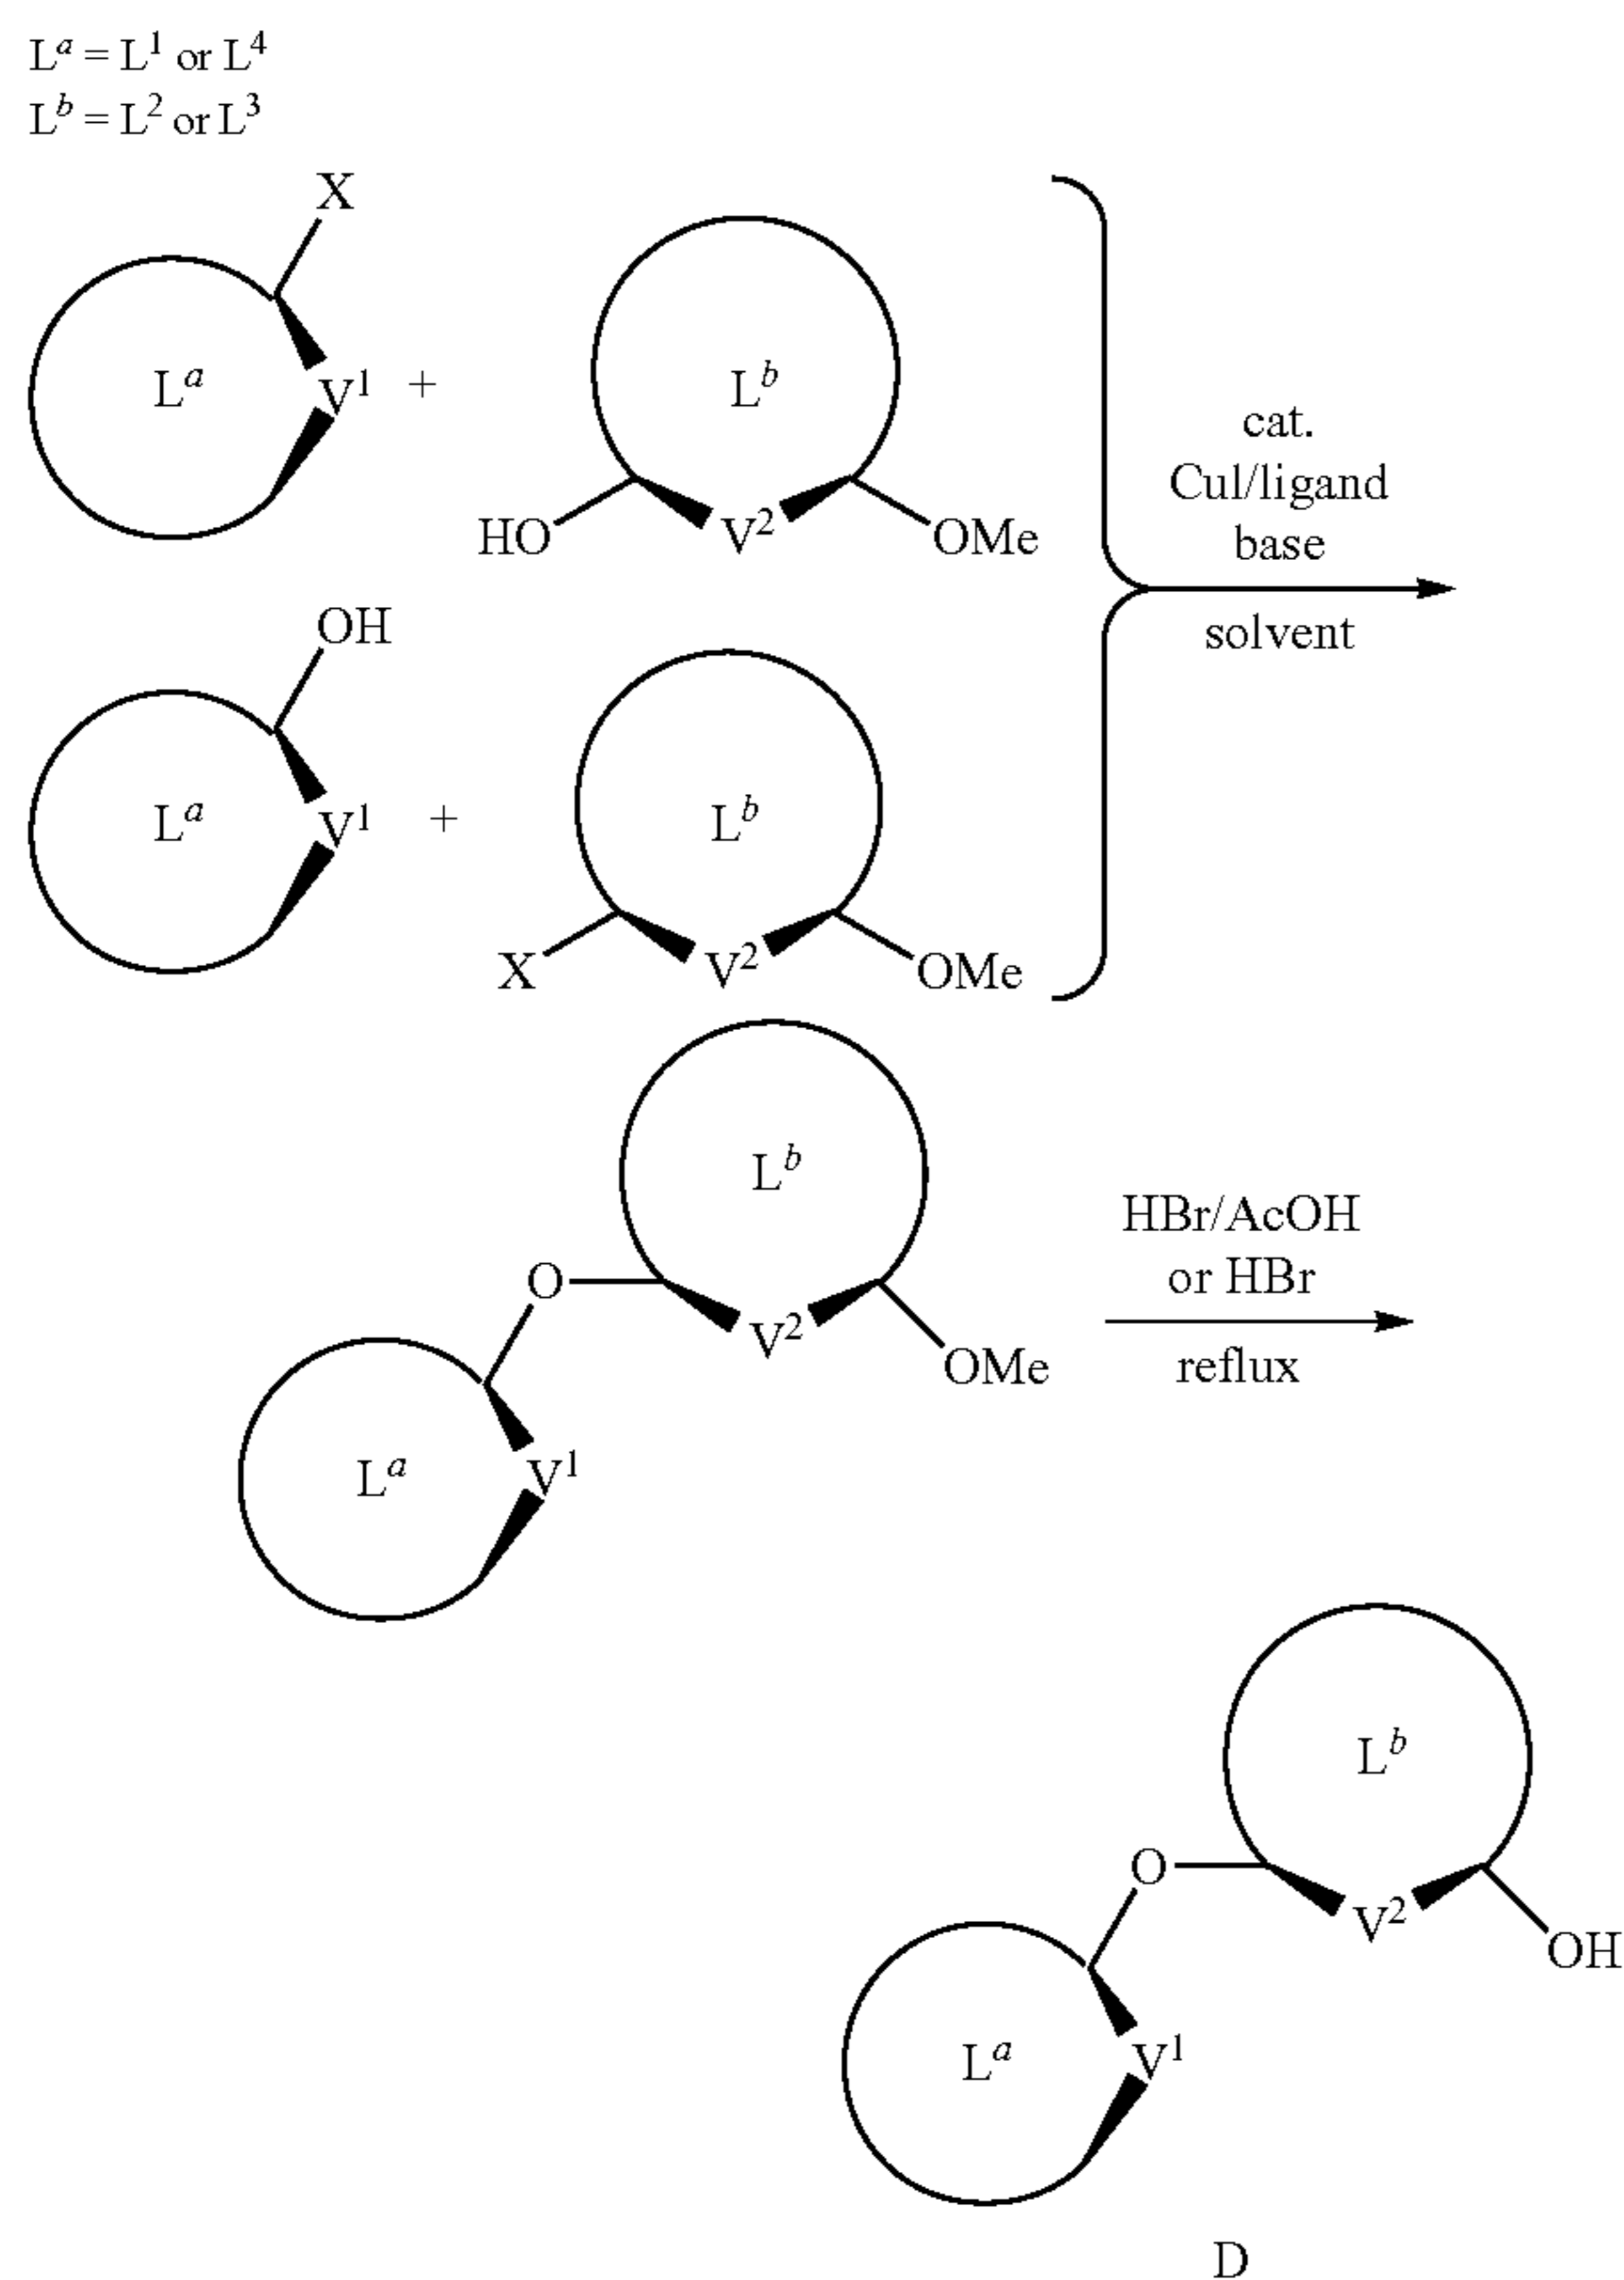 Lᵃ = L¹ or L⁴
Lᵇ = L² or L³
X
Lᵃ
V¹
+
Lᵇ
HO
V²
OMe
cat.
CuI/ligand
base
solvent
OH
Lᵃ
V¹
+
Lᵇ
X
V²
OMe
Lᵇ
O
V²
OMe
Lᵃ
V¹
HBr/AcOH
or HBr
reflux
Lᵇ
O
V²
OH
Lᵃ
V¹
D